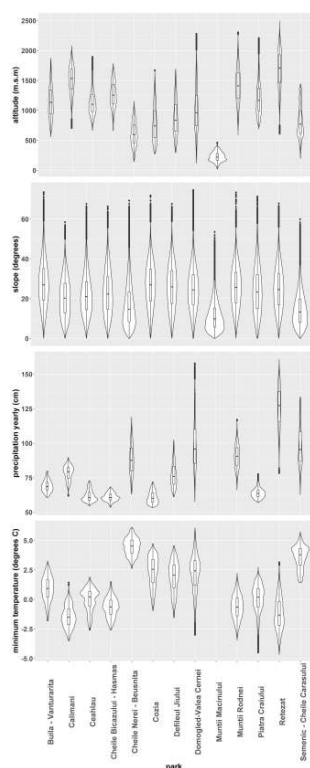 altitude (m.s.m)
2500
2000
1500
1000
500
0
slope (degrees)
60
40
20
0
precipitation yearly (cm)
150
125
100
75
50
minimum temperature (degrees C)
5.0
2.5
0.0
-2.5
-5.0
Buila - Vanturarita
Calimani
Ceahlau
Cheile Bicazului - Hasmas
Cheile Nerei - Beusnita
Cozia
Defileul Jiului
Domogled-Valea Cernei
Muntii Macinului
Muntii Rodnei
Piatra Craiului
Retezat
Semenic - Cheile Carasului
park